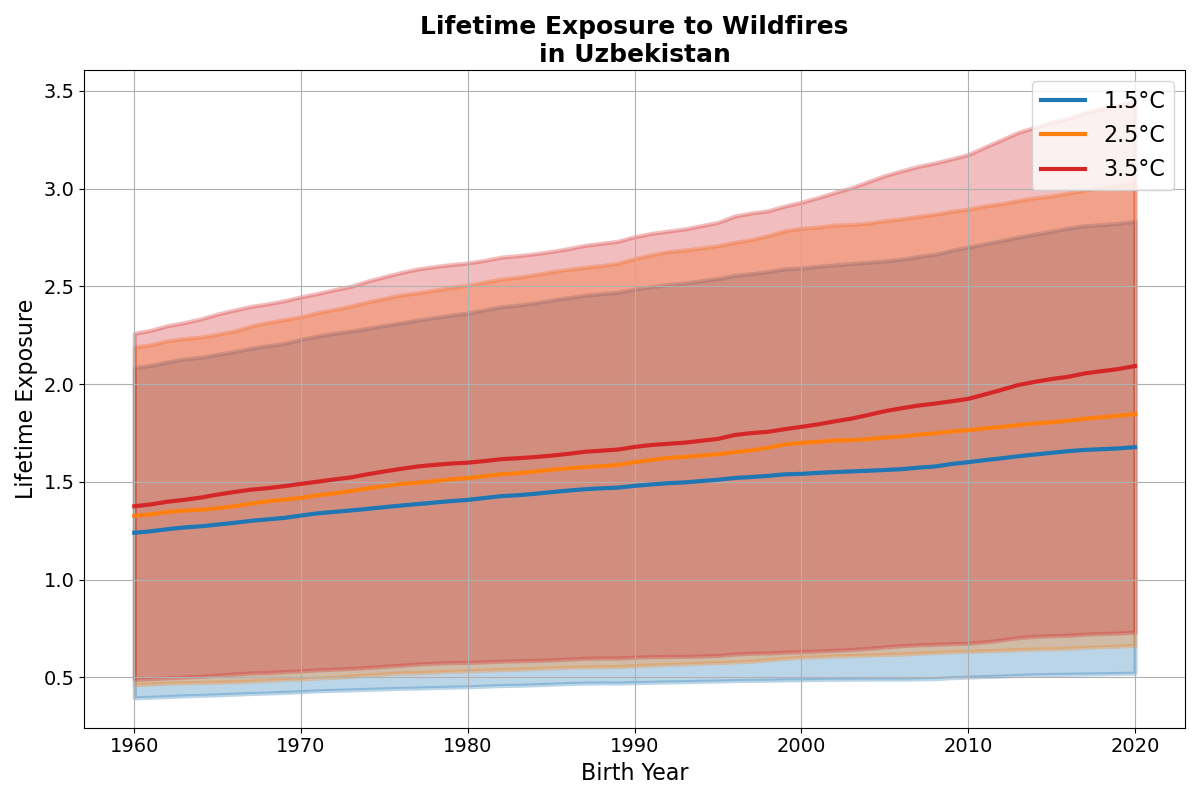 Lifetime Exposure to Wildfires
in Uzbekistan
3.5
3.0
2.5
2.0
1.5
1.0
0.5
Lifetime Exposure
1.5°C
2.5°C
3.5°C
1960
1970
1980
1990
2000
2010
2020
Birth Year